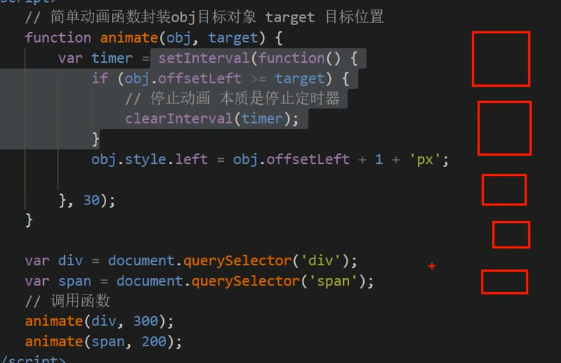 script>
// 简单动画函数封装obj目标对象 target 目标位置
function animate(obj, target) {
var timer = setInterval(function() {
if (obj.offsetLeft >= target) {
// 停止动画 本质是停止定时器
clearInterval(timer);
}
obj.style.left = obj.offsetLeft + 1 + 'px';
}, 30);
}
var div = document.querySelector('div');
var span = document.querySelector('span');
// 调用函数
animate(div, 300);
animate(span, 200);
/script>